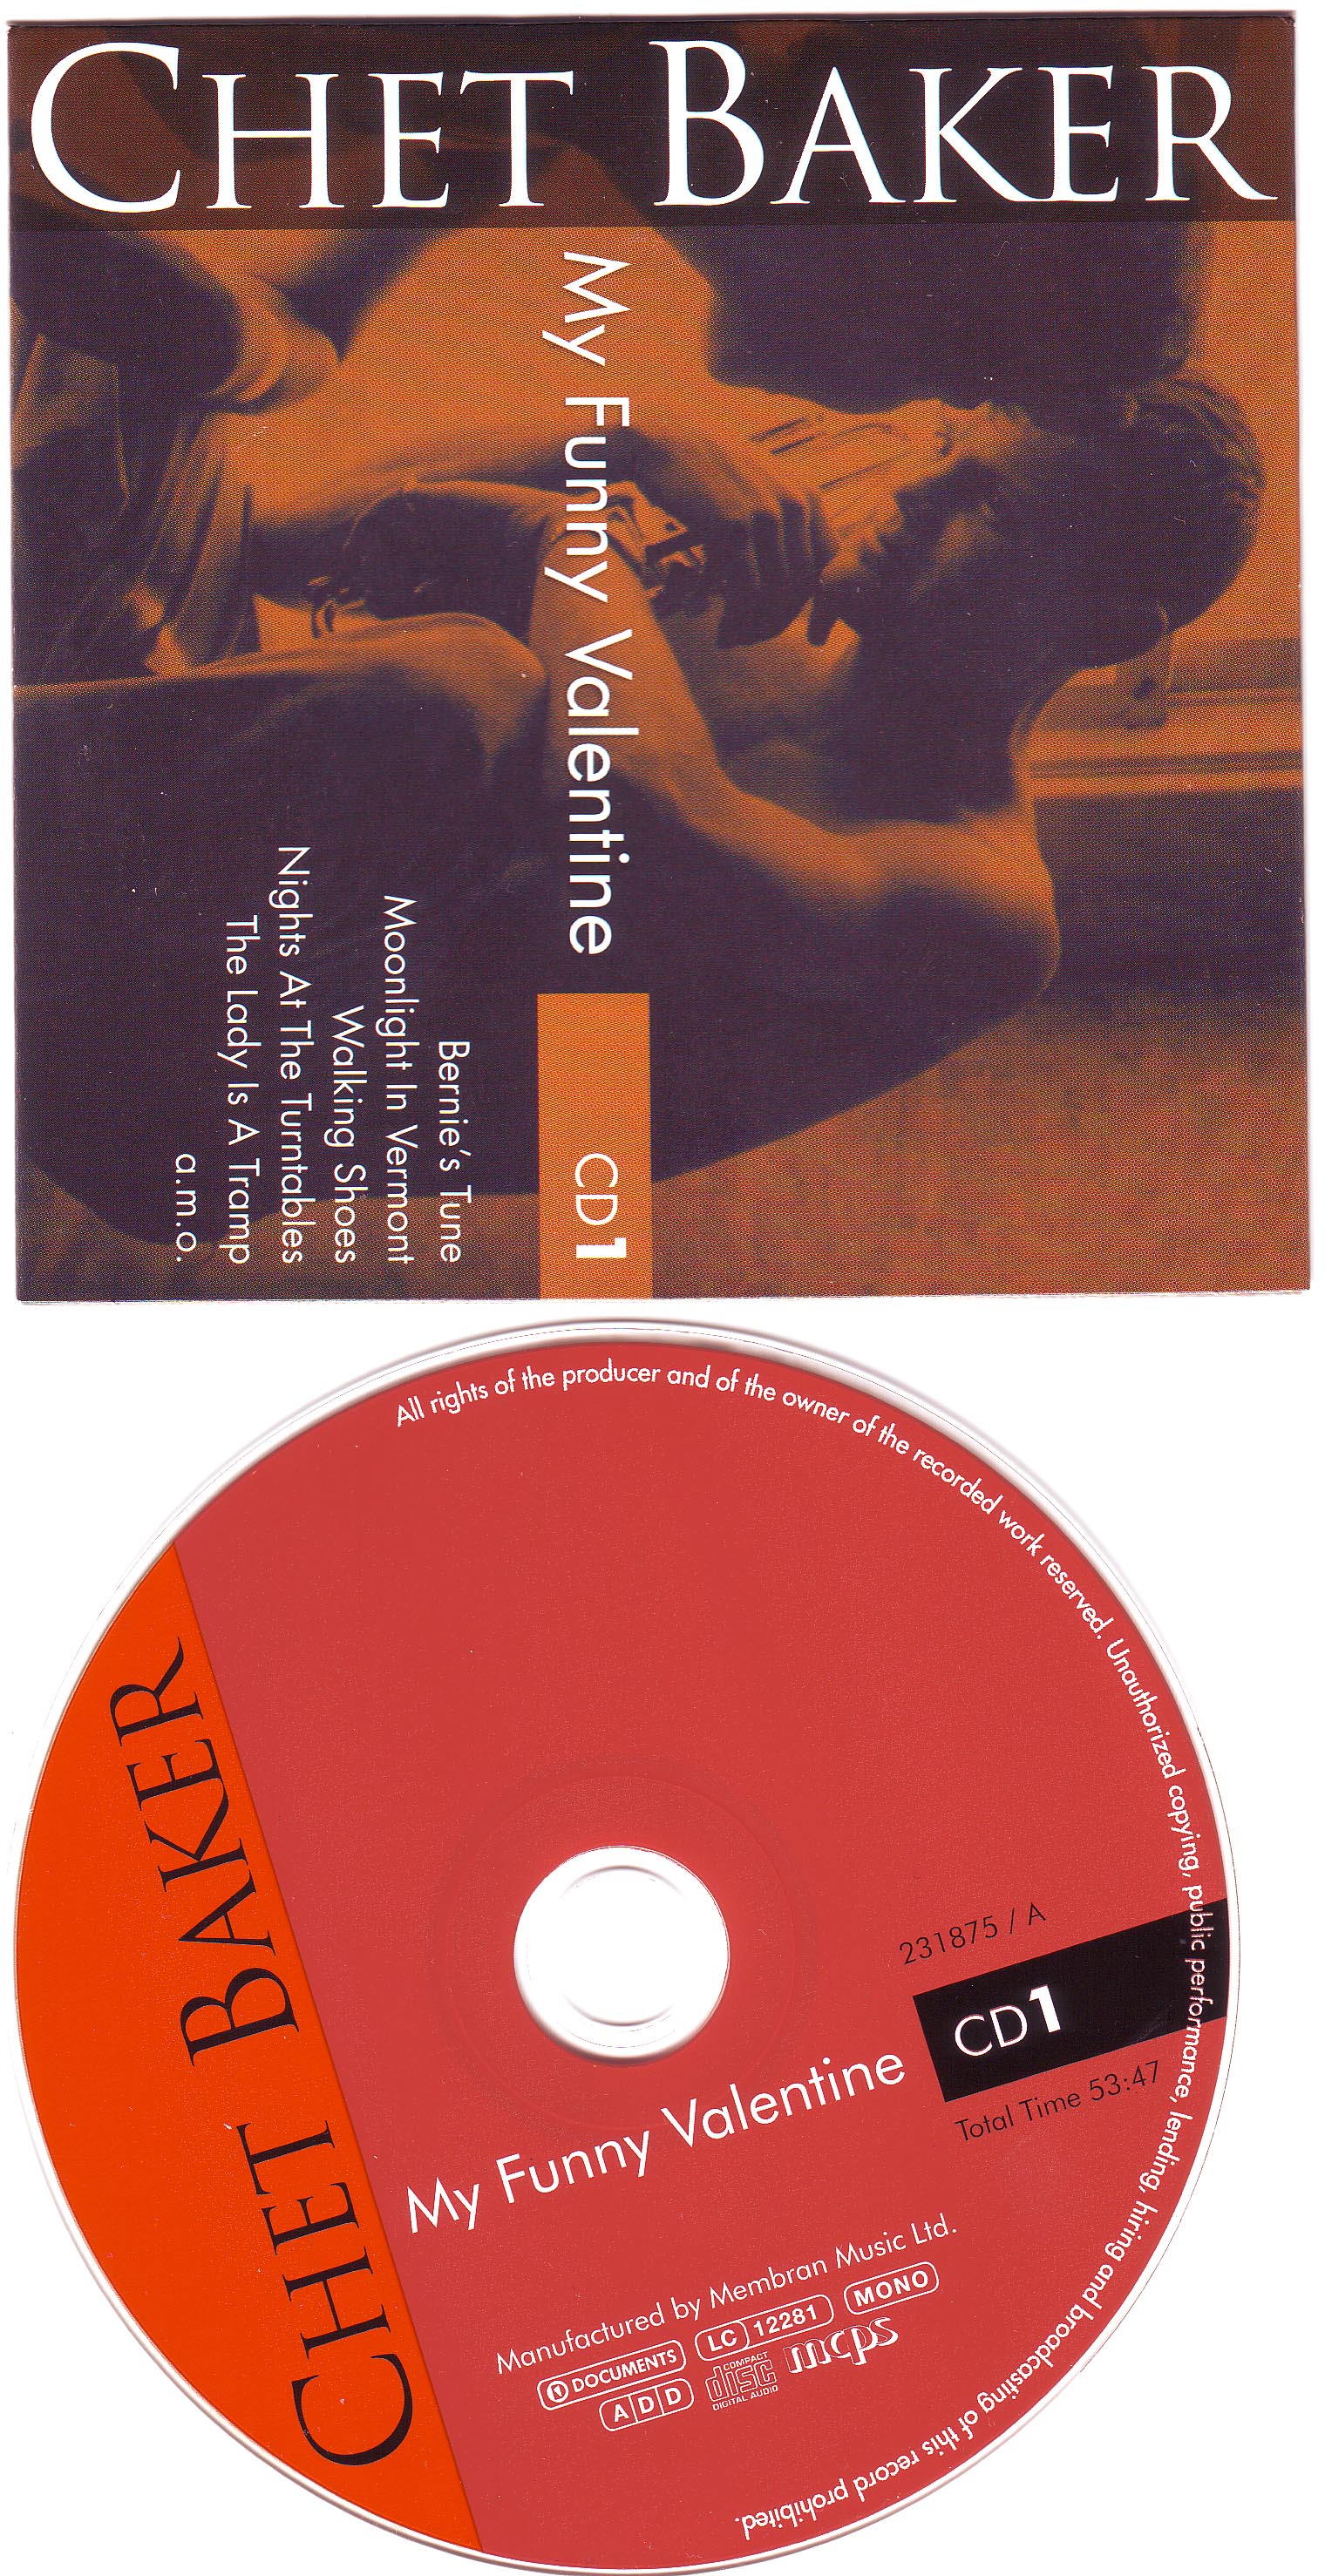 CHET BAKER
My Funny Valentine
CD1
Bernie's Tune
Moonlight In Vermont
Walking Shoes
Nights At The Turntables
The Lady Is A Tramp
a.m.o.
All rights of the producer and of the owner of the recorded work reserved. Unauthorized copying, public performance, lending, hiring and broadcasting of this record prohibited.
CHET BAKER
231875 / A
CD1
Total Time 53:47
My Funny Valentine
Manufactured by Membran Music Ltd.
DOCUMENTS
LC 12281
MONO
ADD
COMPACT
disc
DIGITAL AUDIO
mcps